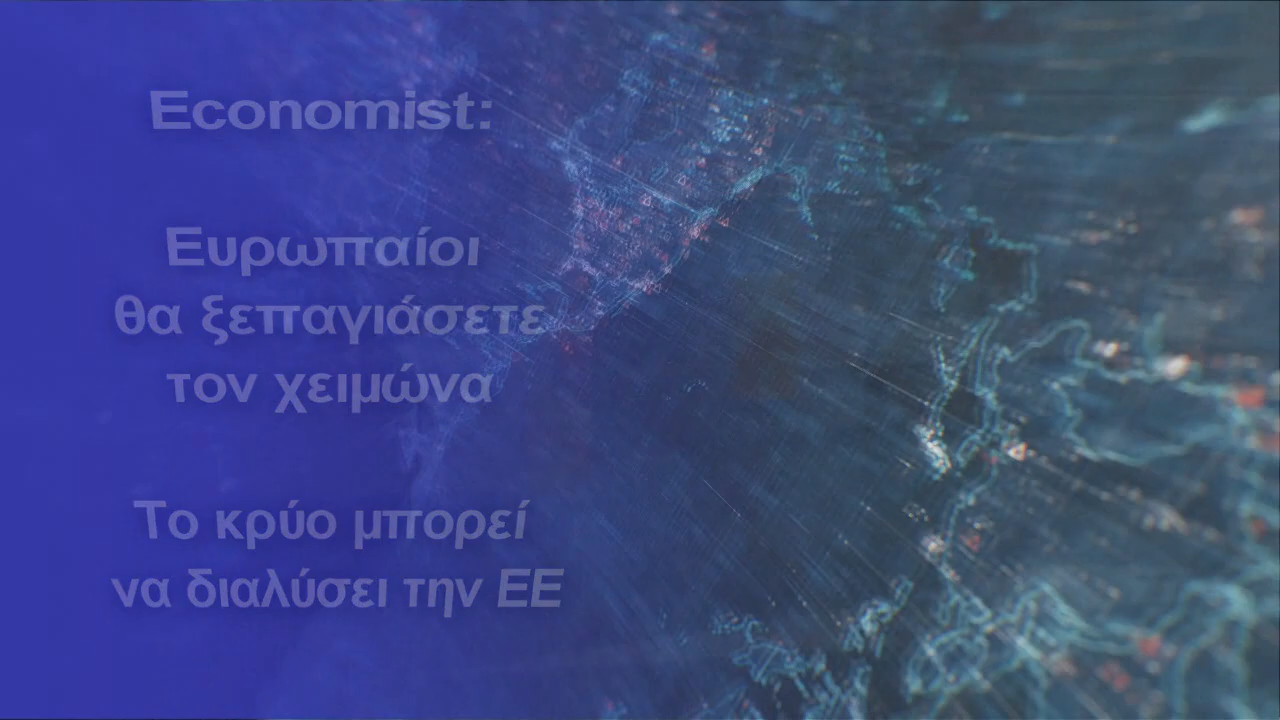 Economist:
Ευρωπαίοι
θα ξεπαγιάσετε
τον χειμώνα
Το κρύο μπορεί
να διαλύσει την ΕΕ